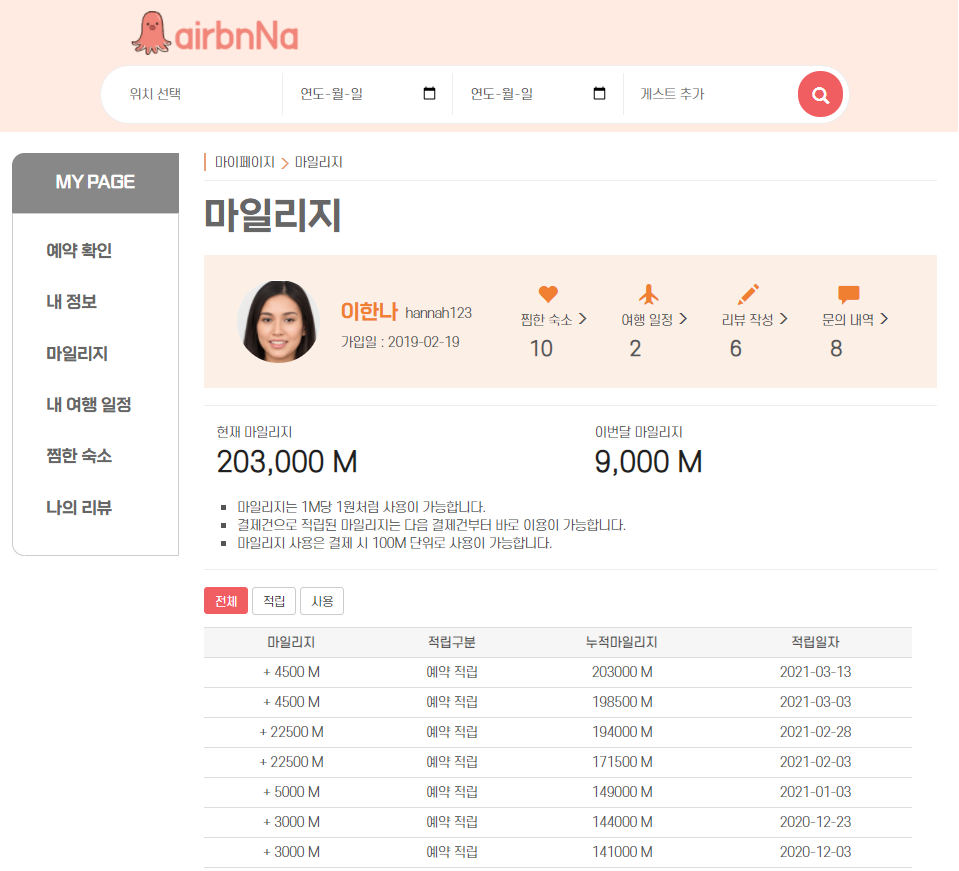 airbnNa
위치 선택 연도-월-일 연도-월-일 게스트 추가
MY PAGE
예약 확인
내 정보
마일리지
내 여행 일정
찜한 숙소
나의 리뷰
마이페이지 > 마일리지
마일리지
이한나 hannah123
가입일 : 2019-02-19
찜한 숙소 > 여행 일정 > 리뷰 작성 > 문의 내역 >
10 2 6 8
현재 마일리지 이번달 마일리지
203,000 M 9,000 M
마일리지는 1M당 1원처럼 사용이 가능합니다.
결제건으로 적립된 마일리지는 다음 결제건부터 바로 이용이 가능합니다.
마일리지 사용은 결제 시 100M 단위로 사용이 가능합니다.
전체 적립 사용
마일리지 적립구분 누적마일리지 적립일자
+ 4500 M 예약 적립 203000 M 2021-03-13
+ 4500 M 예약 적립 198500 M 2021-03-03
+ 22500 M 예약 적립 194000 M 2021-02-28
+ 22500 M 예약 적립 171500 M 2021-02-03
+ 5000 M 예약 적립 149000 M 2021-01-03
+ 3000 M 예약 적립 144000 M 2020-12-23
+ 3000 M 예약 적립 141000 M 2020-12-03